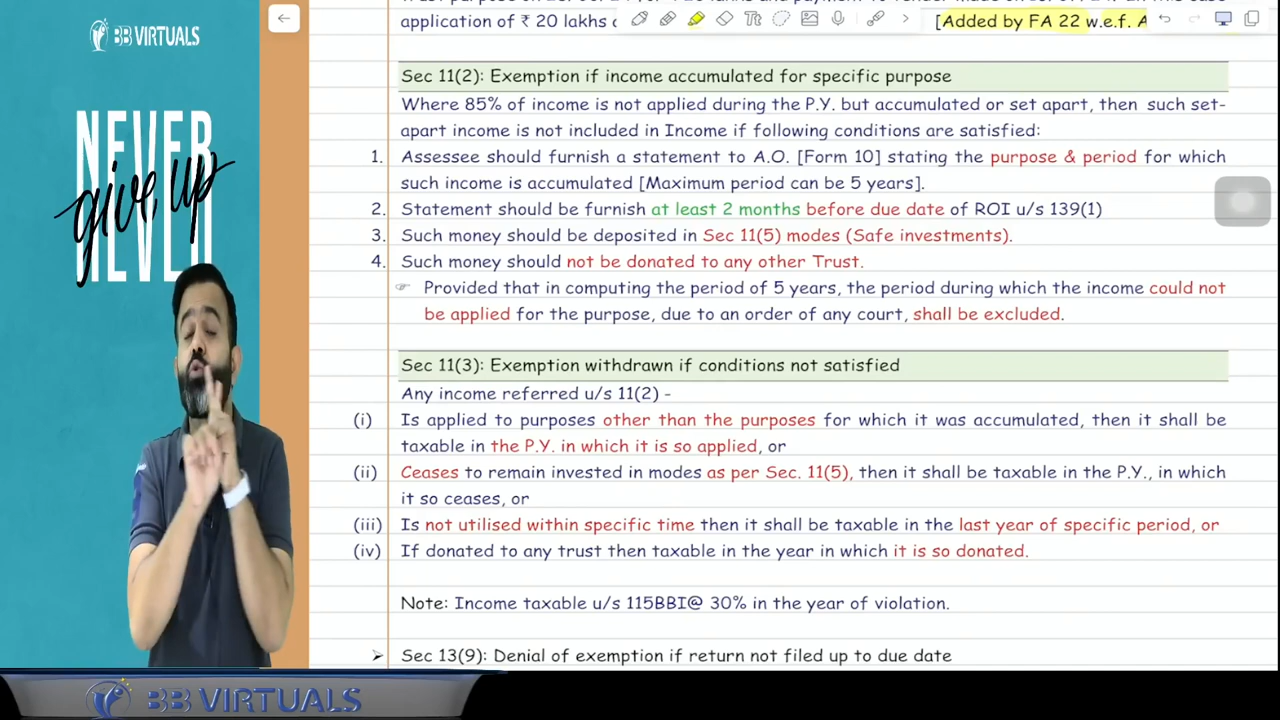 application of ₹ 20 lakhs
[Added by FA 22 w.e.f. A
BB VIRTUALS
NEVER
give up
NEVER
Sec 11(2): Exemption if income accumulated for specific purpose
Where 85% of income is not applied during the P.Y. but accumulated or set apart, then such set-
apart income is not included in Income if following conditions are satisfied:
1. Assessee should furnish a statement to A.O. [Form 10] stating the purpose & period for which
such income is accumulated [Maximum period can be 5 years].
2. Statement should be furnish at least 2 months before due date of ROI u/s 139(1)
3. Such money should be deposited in Sec 11(5) modes (Safe investments).
4. Such money should not be donated to any other Trust.
☞ Provided that in computing the period of 5 years, the period during which the income could not
be applied for the purpose, due to an order of any court, shall be excluded.
Sec 11(3): Exemption withdrawn if conditions not satisfied
Any income referred u/s 11(2) -
(i) Is applied to purposes other than the purposes for which it was accumulated, then it shall be
taxable in the P.Y. in which it is so applied, or
(ii) Ceases to remain invested in modes as per Sec. 11(5), then it shall be taxable in the P.Y., in which
it so ceases, or
(iii) Is not utilised within specific time then it shall be taxable in the last year of specific period, or
(iv) If donated to any trust then taxable in the year in which it is so donated.
Note: Income taxable u/s 115BBI@ 30% in the year of violation.
➢ Sec 13(9): Denial of exemption if return not filed up to due date
BB VIRTUALS